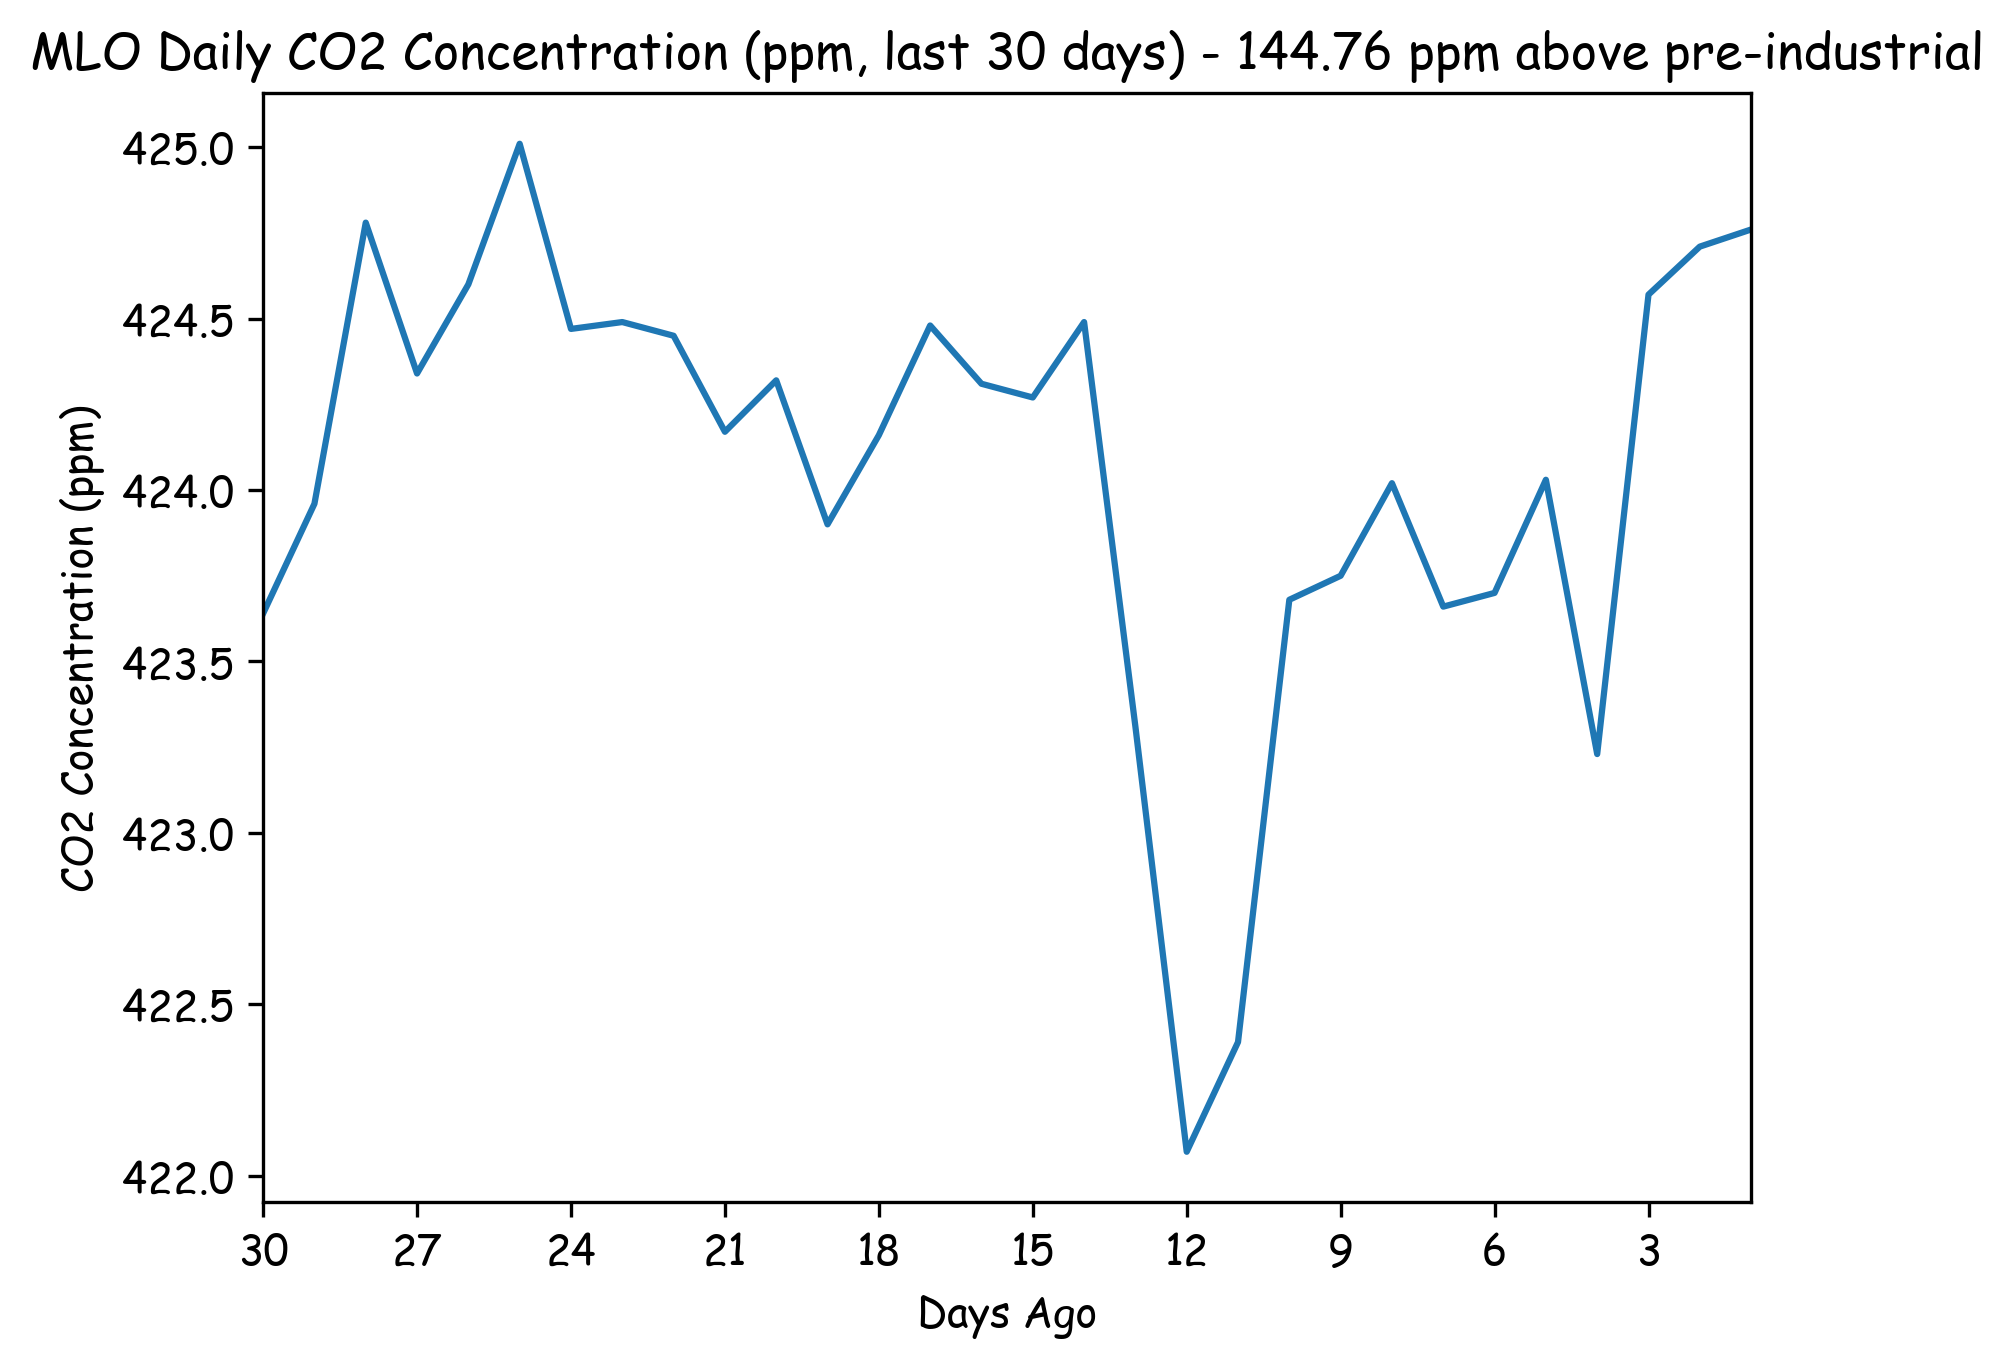 MLO Daily CO2 Concentration (ppm, last 30 days) - 144.76 ppm above pre-industrial
CO2 Concentration (ppm)
425.0
424.5
424.0
423.5
423.0
422.5
422.0
30 27 24 21 18 15 12 9 6 3
Days Ago